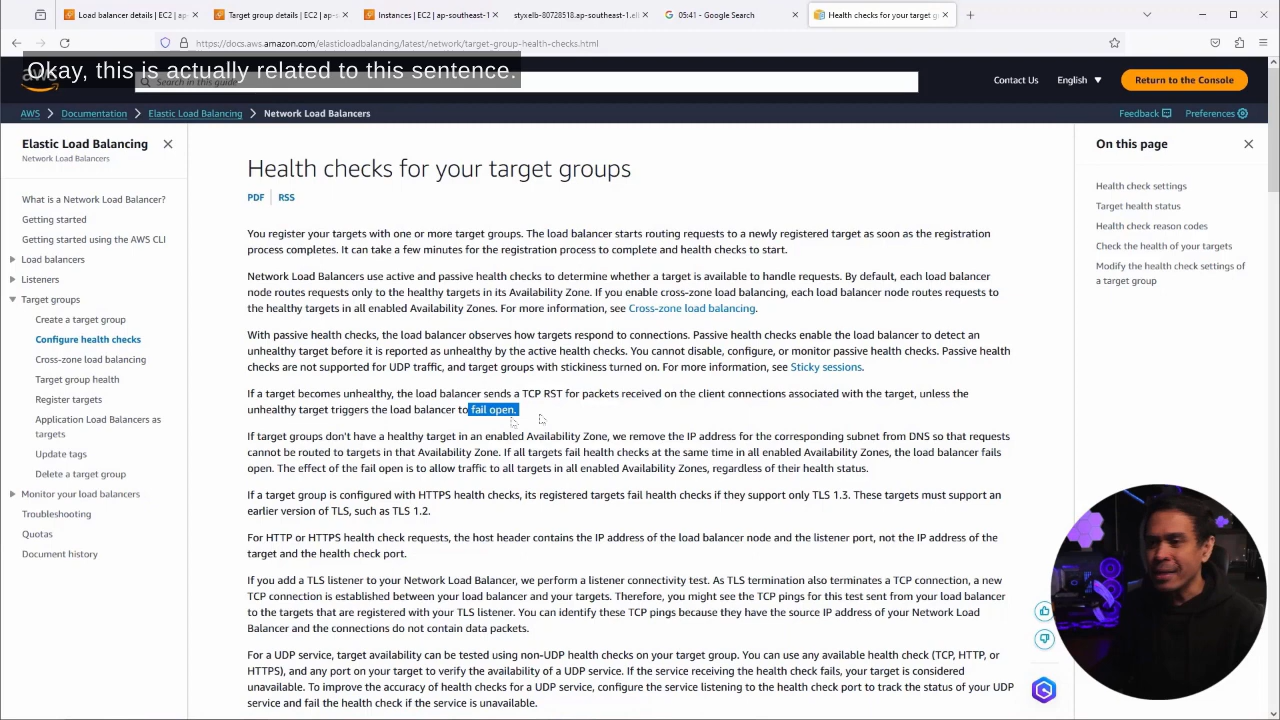 Load balancer details | EC2 | ap-
Target group details | EC2 | ap-s
Instances | EC2 | ap-southeast-1
styxelb-80728518.ap-southeast-1.el
05:41 - Google Search
Health checks for your target g
https://docs.aws.amazon.com/elasticloadbalancing/latest/network/target-group-health-checks.html
Okay, this is actually related to this sentence.
aws
Search in this guide
Contact Us
English
Return to the Console
AWS
Documentation
Elastic Load Balancing
Network Load Balancers
Feedback
Preferences
Elastic Load Balancing
Network Load Balancers
What is a Network Load Balancer?
Getting started
Getting started using the AWS CLI
Load balancers
Listeners
Target groups
Create a target group
Configure health checks
Cross-zone load balancing
Target group health
Register targets
Application Load Balancers as
targets
Update tags
Delete a target group
Monitor your load balancers
Troubleshooting
Quotas
Document history
Health checks for your target groups
PDF
RSS
You register your targets with one or more target groups. The load balancer starts routing requests to a newly registered target as soon as the registration
process completes. It can take a few minutes for the registration process to complete and health checks to start.
Network Load Balancers use active and passive health checks to determine whether a target is available to handle requests. By default, each load balancer
node routes requests only to the healthy targets in its Availability Zone. If you enable cross-zone load balancing, each load balancer node routes requests to
the healthy targets in all enabled Availability Zones. For more information, see Cross-zone load balancing.
With passive health checks, the load balancer observes how targets respond to connections. Passive health checks enable the load balancer to detect an
unhealthy target before it is reported as unhealthy by the active health checks. You cannot disable, configure, or monitor passive health checks. Passive health
checks are not supported for UDP traffic, and target groups with stickiness turned on. For more information, see Sticky sessions.
If a target becomes unhealthy, the load balancer sends a TCP RST for packets received on the client connections associated with the target, unless the
unhealthy target triggers the load balancer to fail open.
If target groups don't have a healthy target in an enabled Availability Zone, we remove the IP address for the corresponding subnet from DNS so that requests
cannot be routed to targets in that Availability Zone. If all targets fail health checks at the same time in all enabled Availability Zones, the load balancer fails
open. The effect of the fail open is to allow traffic to all targets in all enabled Availability Zones, regardless of their health status.
If a target group is configured with HTTPS health checks, its registered targets fail health checks if they support only TLS 1.3. These targets must support an
earlier version of TLS, such as TLS 1.2.
For HTTP or HTTPS health check requests, the host header contains the IP address of the load balancer node and the listener port, not the IP address of the
target and the health check port.
If you add a TLS listener to your Network Load Balancer, we perform a listener connectivity test. As TLS termination also terminates a TCP connection, a new
TCP connection is established between your load balancer and your targets. Therefore, you might see the TCP pings for this test sent from your load balancer
to the targets that are registered with your TLS listener. You can identify these TCP pings because they have the source IP address of your Network Load
Balancer and the connections do not contain data packets.
For a UDP service, target availability can be tested using non-UDP health checks on your target group. You can use any available health check (TCP, HTTP, or
HTTPS), and any port on your target to verify the availability of a UDP service. If the service receiving the health check fails, your target is considered
unavailable. To improve the accuracy of health checks for a UDP service, configure the service listening to the health check port to track the status of your UDP
service and fail the health check if the service is unavailable.
On this page
Health check settings
Target health status
Health check reason codes
Check the health of your targets
Modify the health check settings of
a target group